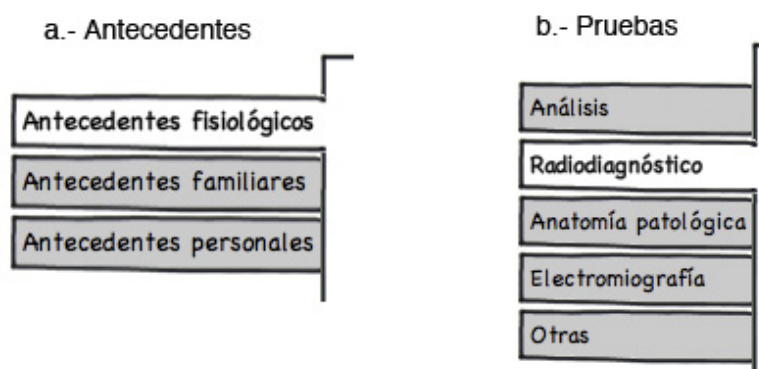 a.- Antecedentes
Antecedentes fisiológicos
Antecedentes familiares
Antecedentes personales
b.- Pruebas
Análisis
Radiodiagnóstico
Anatomía patológica
Electromiografía
Otras